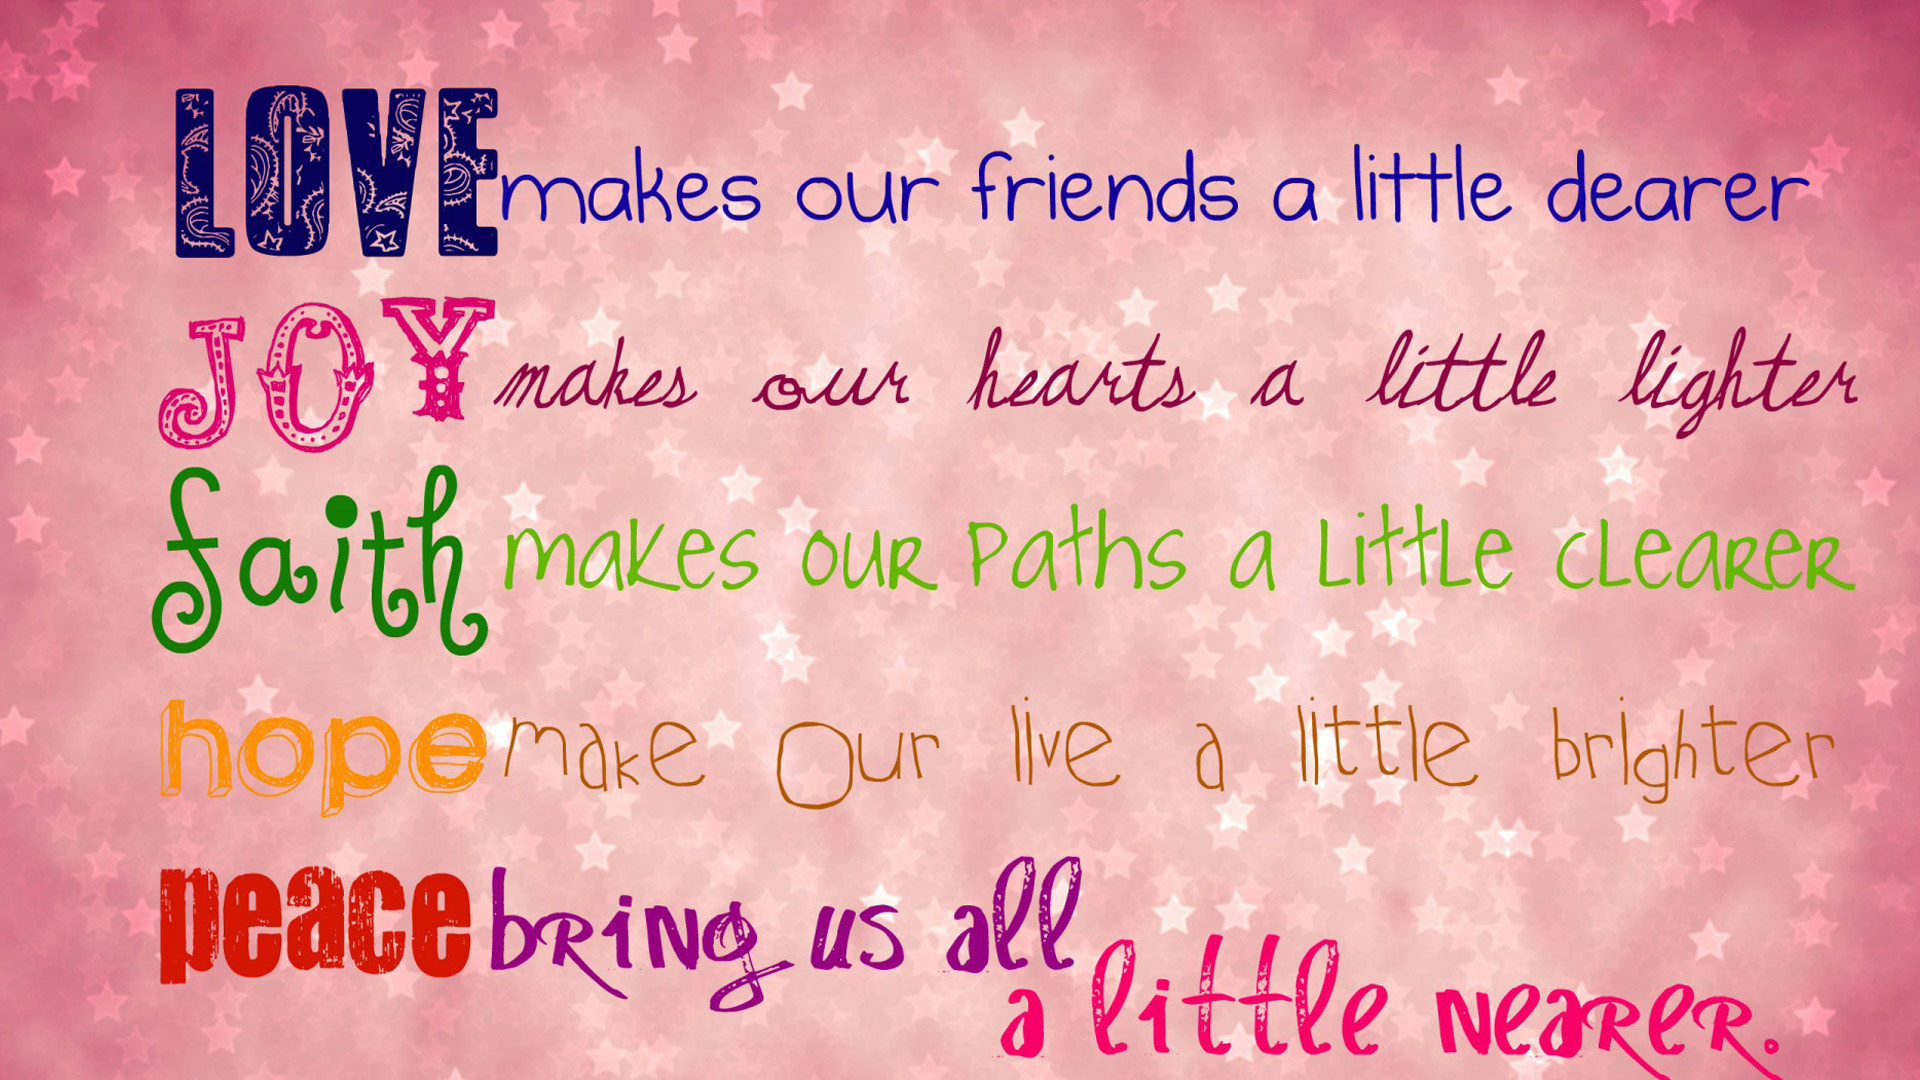 LOVE makes our friends a little dearer
JOY makes our hearts a little lighter
faith makes our paths a little clearer
hope make our live a little brighter
peace bring us all
a little nearer.